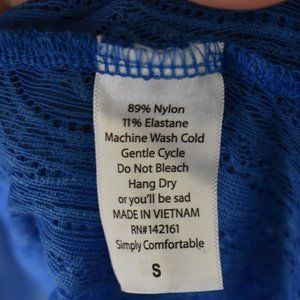 89% Nylon
11% Elastane
Machine Wash Cold
Gentle Cycle
Do Not Bleach
Hang Dry
or you'll be sad
MADE IN VIETNAM
RN#142161
Simply Comfortable
S